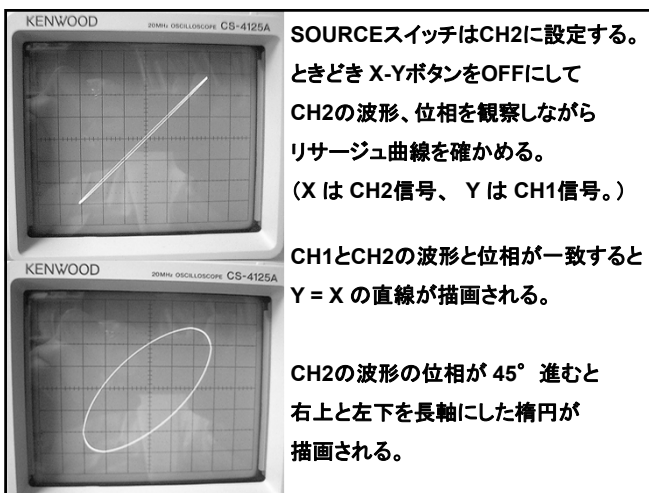 KENWOOD
20MHz OSCILLOSCOPE CS-4125A
SOURCEスイッチはCH2に設定する。
ときどき X-YボタンをOFFにして
CH2の波形、位相を観察しながら
リサージュ曲線を確かめる。
（X は CH2信号、 Y は CH1信号。）
KENWOOD
20MHz OSCILLOSCOPE CS-4125A
CH1とCH2の波形と位相が一致すると
Y = X の直線が描画される。
CH2の波形の位相が 45° 進むと
右上と左下を長軸にした楕円が
描画される。